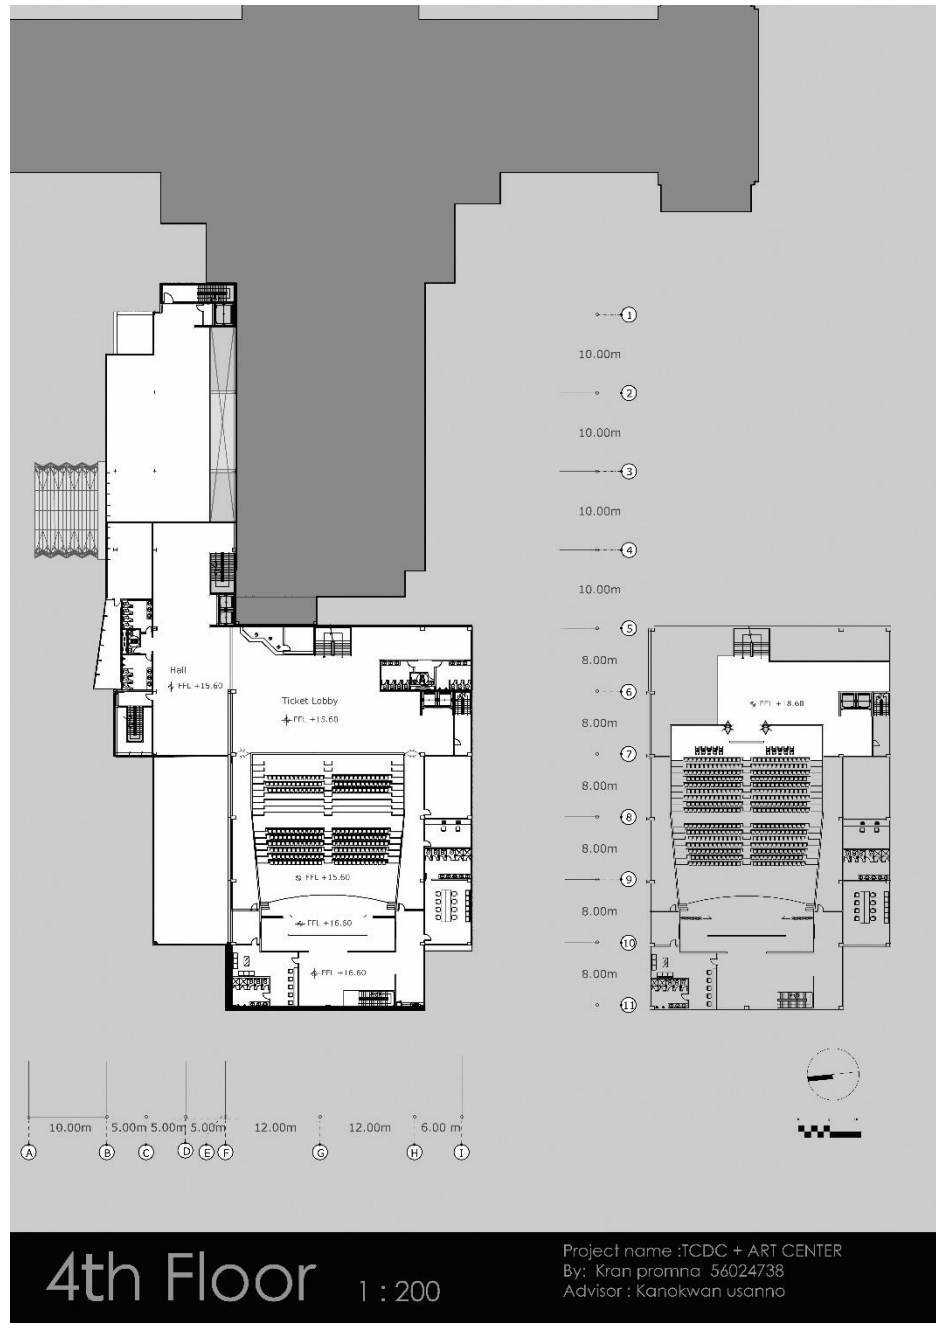 1
10.00m
2
10.00m
3
10.00m
4
10.00m
5
8.00m
6
8.00m
7
8.00m
8
8.00m
9
8.00m
10
8.00m
11
Hall
FFL +15.60
Ticket Lobby
FFL +15.60
FFL +15.60
FFL +16.60
FFL +16.60
FFL +18.60
10.00m 5.00m 5.00m 5.00m 12.00m 12.00m 6.00 m
A B C D E F G H I
4th Floor 1 : 200
Project name :TCDC + ART CENTER
By: Kran promna 56024738
Advisor : Kanokwan usanno